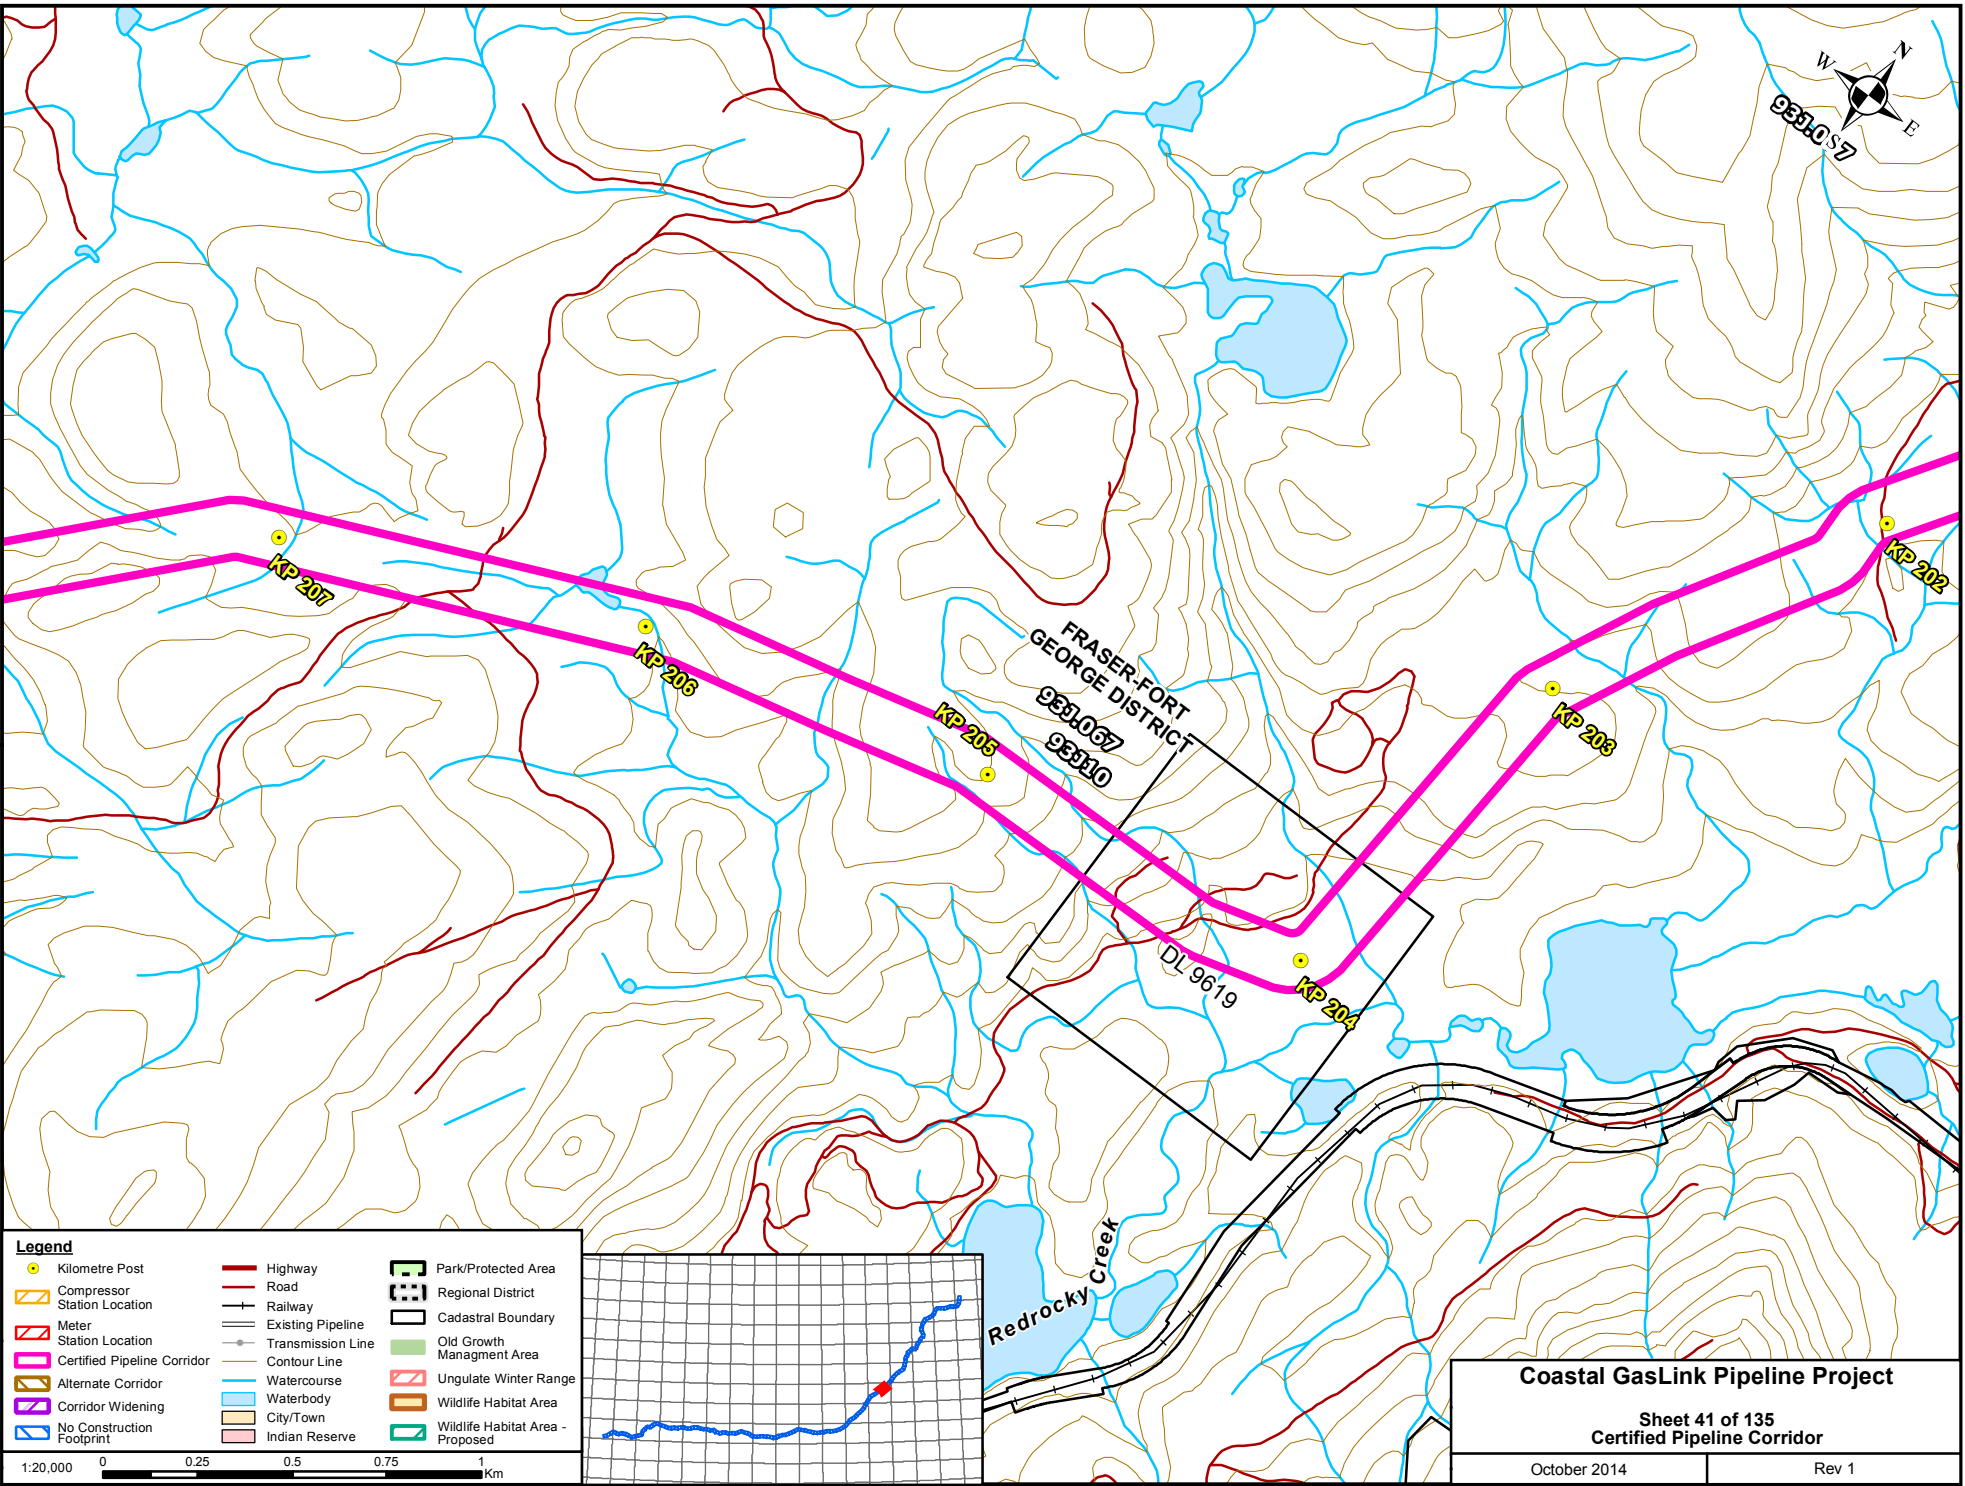 N
W
E
S
93J.057
KP 202
KP 207
KP 206
KP 205
KP 203
KP 204
FRASER-FORT
GEORGE DISTRICT
93J.067
93J10
DL 9619
Redrocky Creek
Legend
Kilometre Post
Compressor
Station Location
Meter
Station Location
Certified Pipeline Corridor
Alternate Corridor
Corridor Widening
No Construction
Footprint
Highway
Road
Railway
Existing Pipeline
Transmission Line
Contour Line
Watercourse
Waterbody
City/Town
Indian Reserve
Park/Protected Area
Regional District
Cadastral Boundary
Old Growth
Managment Area
Ungulate Winter Range
Wildlife Habitat Area
Wildlife Habitat Area -
Proposed
1:20,000
0 0.25 0.5 0.75 1
Km
Coastal GasLink Pipeline Project
Sheet 41 of 135
Certified Pipeline Corridor
October 2014
Rev 1